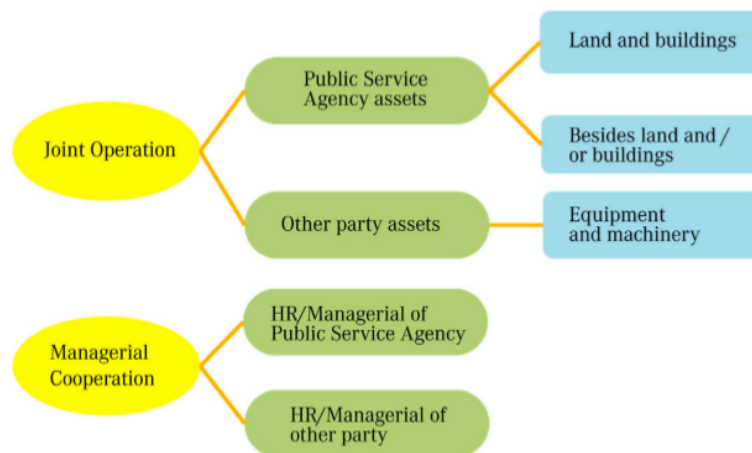 Joint Operation
Public Service
Agency assets
Land and buildings
Besides land and /
or buildings
Other party assets
Equipment
and machinery
Managerial
Cooperation
HR/Managerial of
Public Service Agency
HR/Managerial of
other party